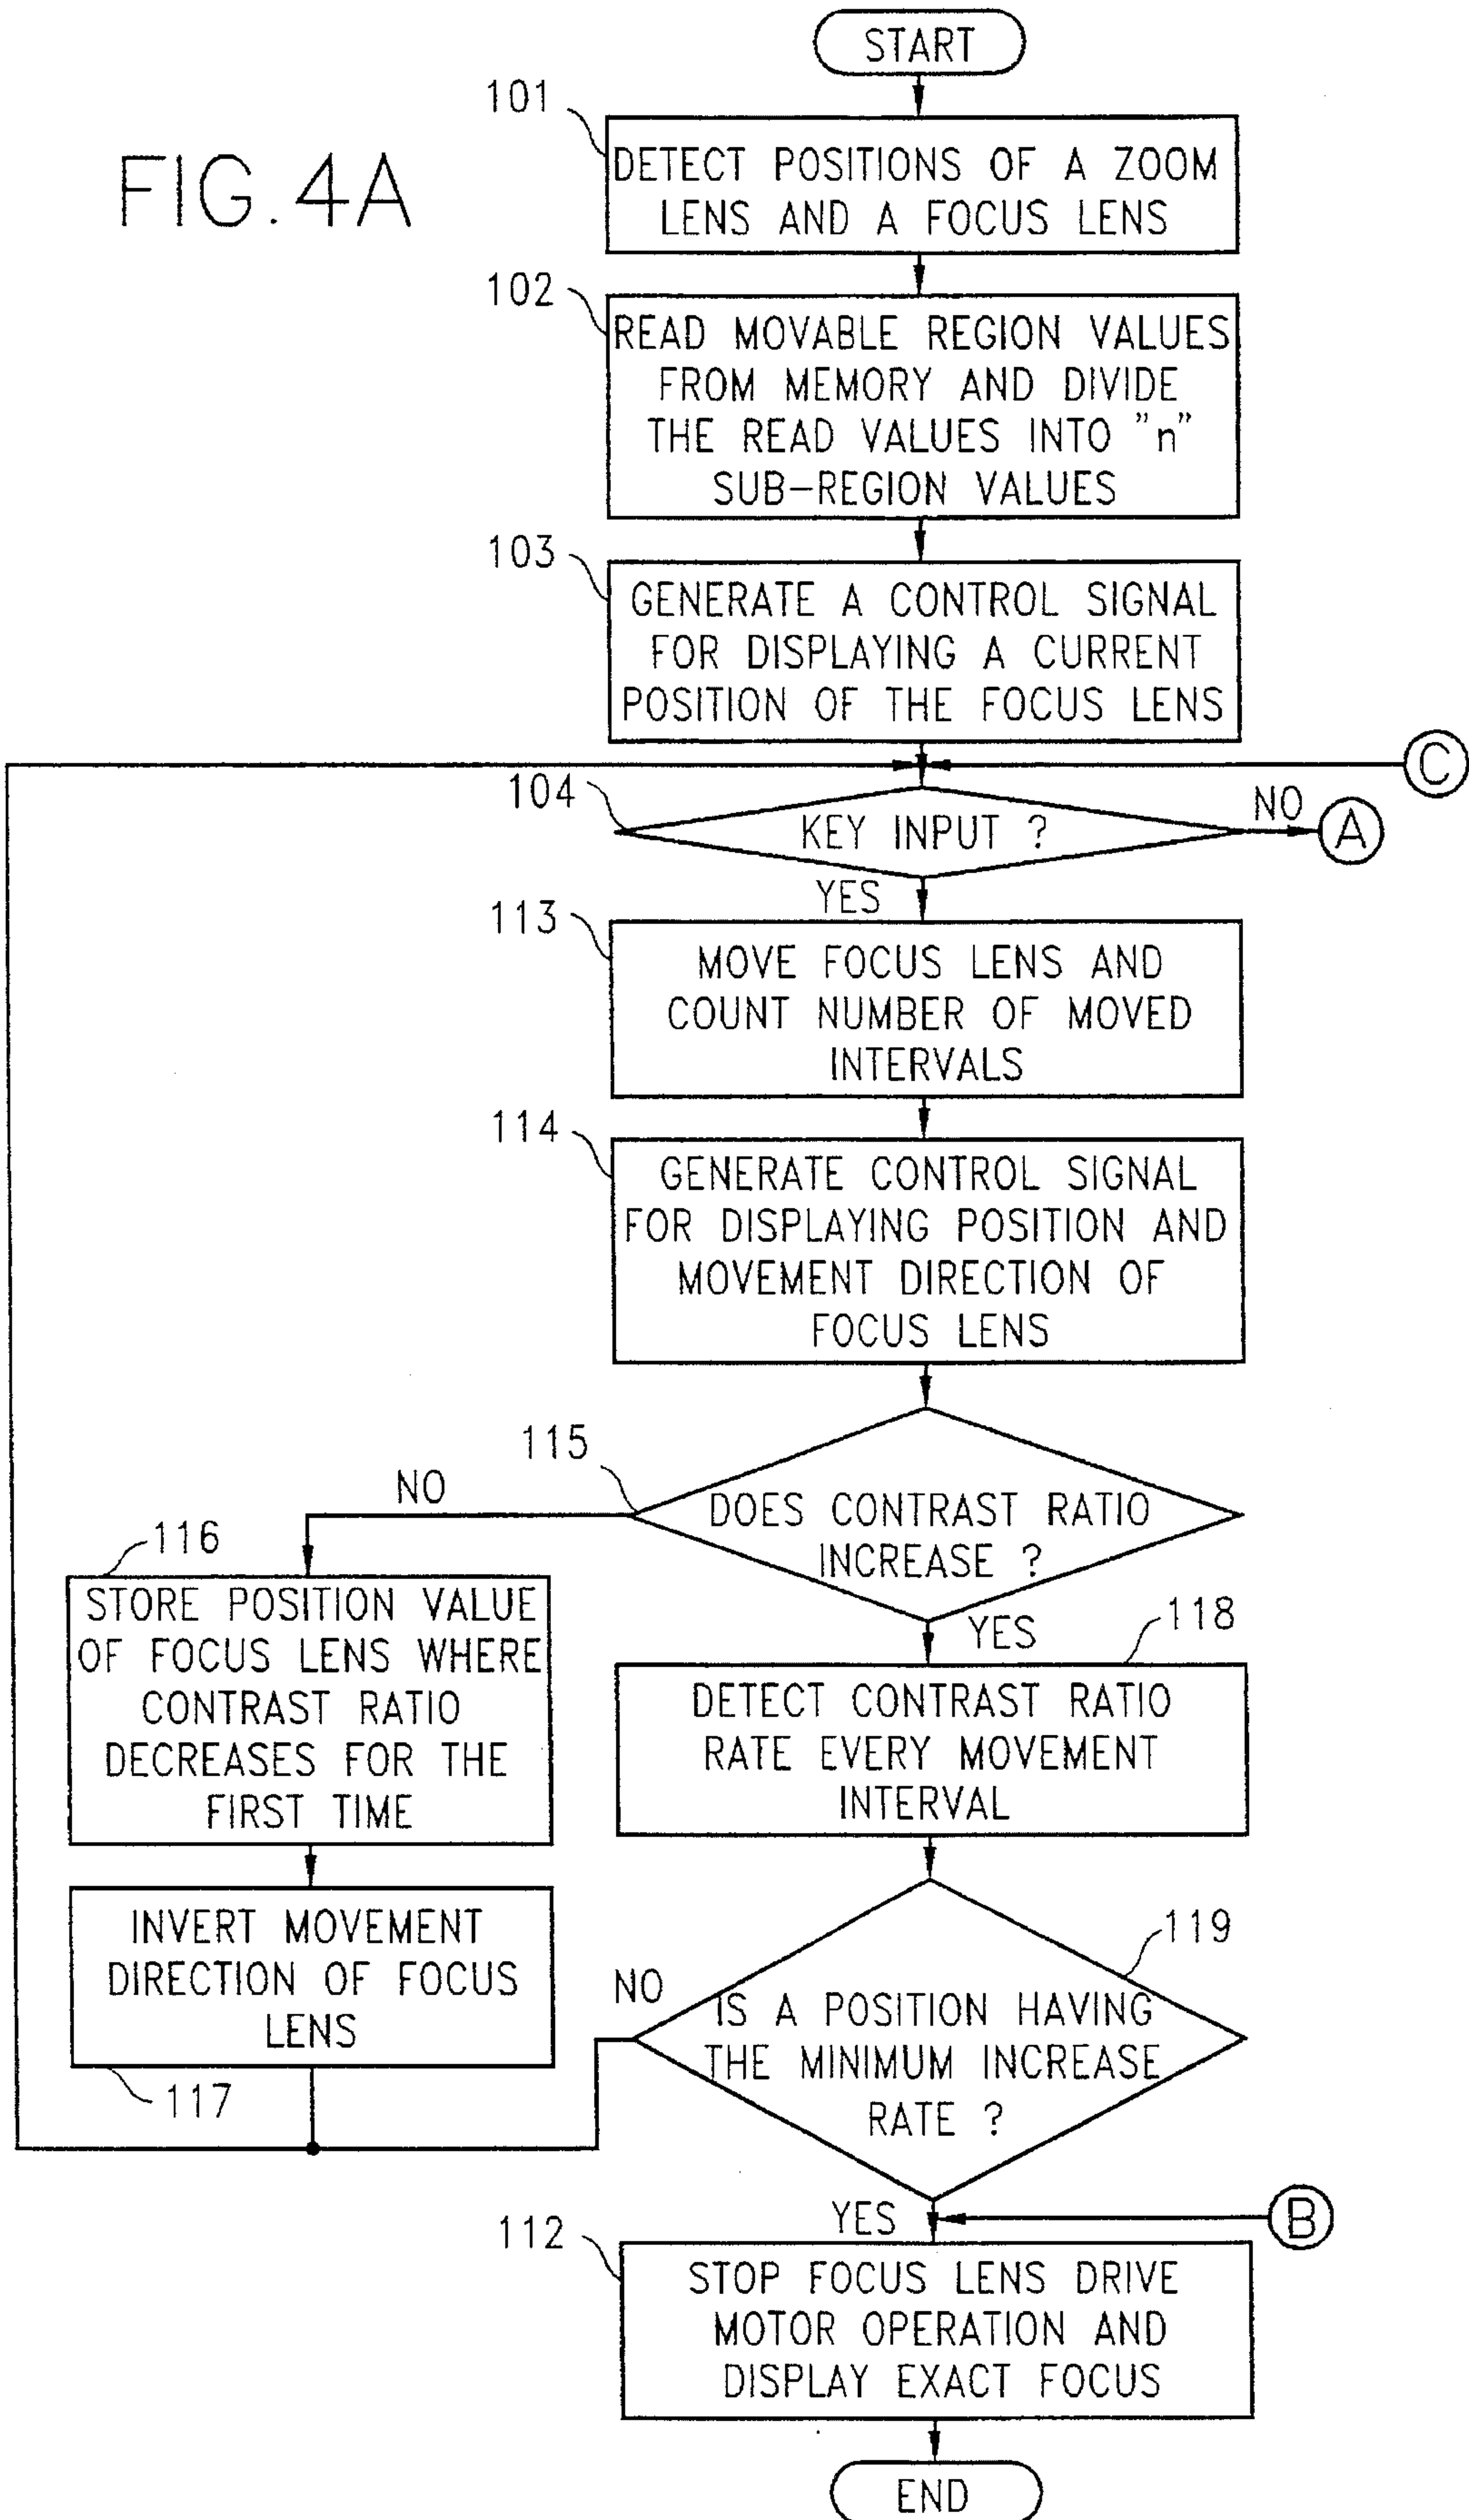 FIG. 4A
START
101
DETECT POSITIONS OF A ZOOM
LENS AND A FOCUS LENS
102
READ MOVABLE REGION VALUES
FROM MEMORY AND DIVIDE
THE READ VALUES INTO "n"
SUB-REGION VALUES
103
GENERATE A CONTROL SIGNAL
FOR DISPLAYING A CURRENT
POSITION OF THE FOCUS LENS
C
104
KEY INPUT ?
NO
A
YES
113
MOVE FOCUS LENS AND
COUNT NUMBER OF MOVED
INTERVALS
114
GENERATE CONTROL SIGNAL
FOR DISPLAYING POSITION AND
MOVEMENT DIRECTION OF
FOCUS LENS
115
DOES CONTRAST RATIO
INCREASE ?
NO
116
STORE POSITION VALUE
OF FOCUS LENS WHERE
CONTRAST RATIO
DECREASES FOR THE
FIRST TIME
YES
118
DETECT CONTRAST RATIO
RATE EVERY MOVEMENT
INTERVAL
INVERT MOVEMENT
DIRECTION OF FOCUS
LENS
117
119
NO
IS A POSITION HAVING
THE MINIMUM INCREASE
RATE ?
YES
B
112
STOP FOCUS LENS DRIVE
MOTOR OPERATION AND
DISPLAY EXACT FOCUS
END